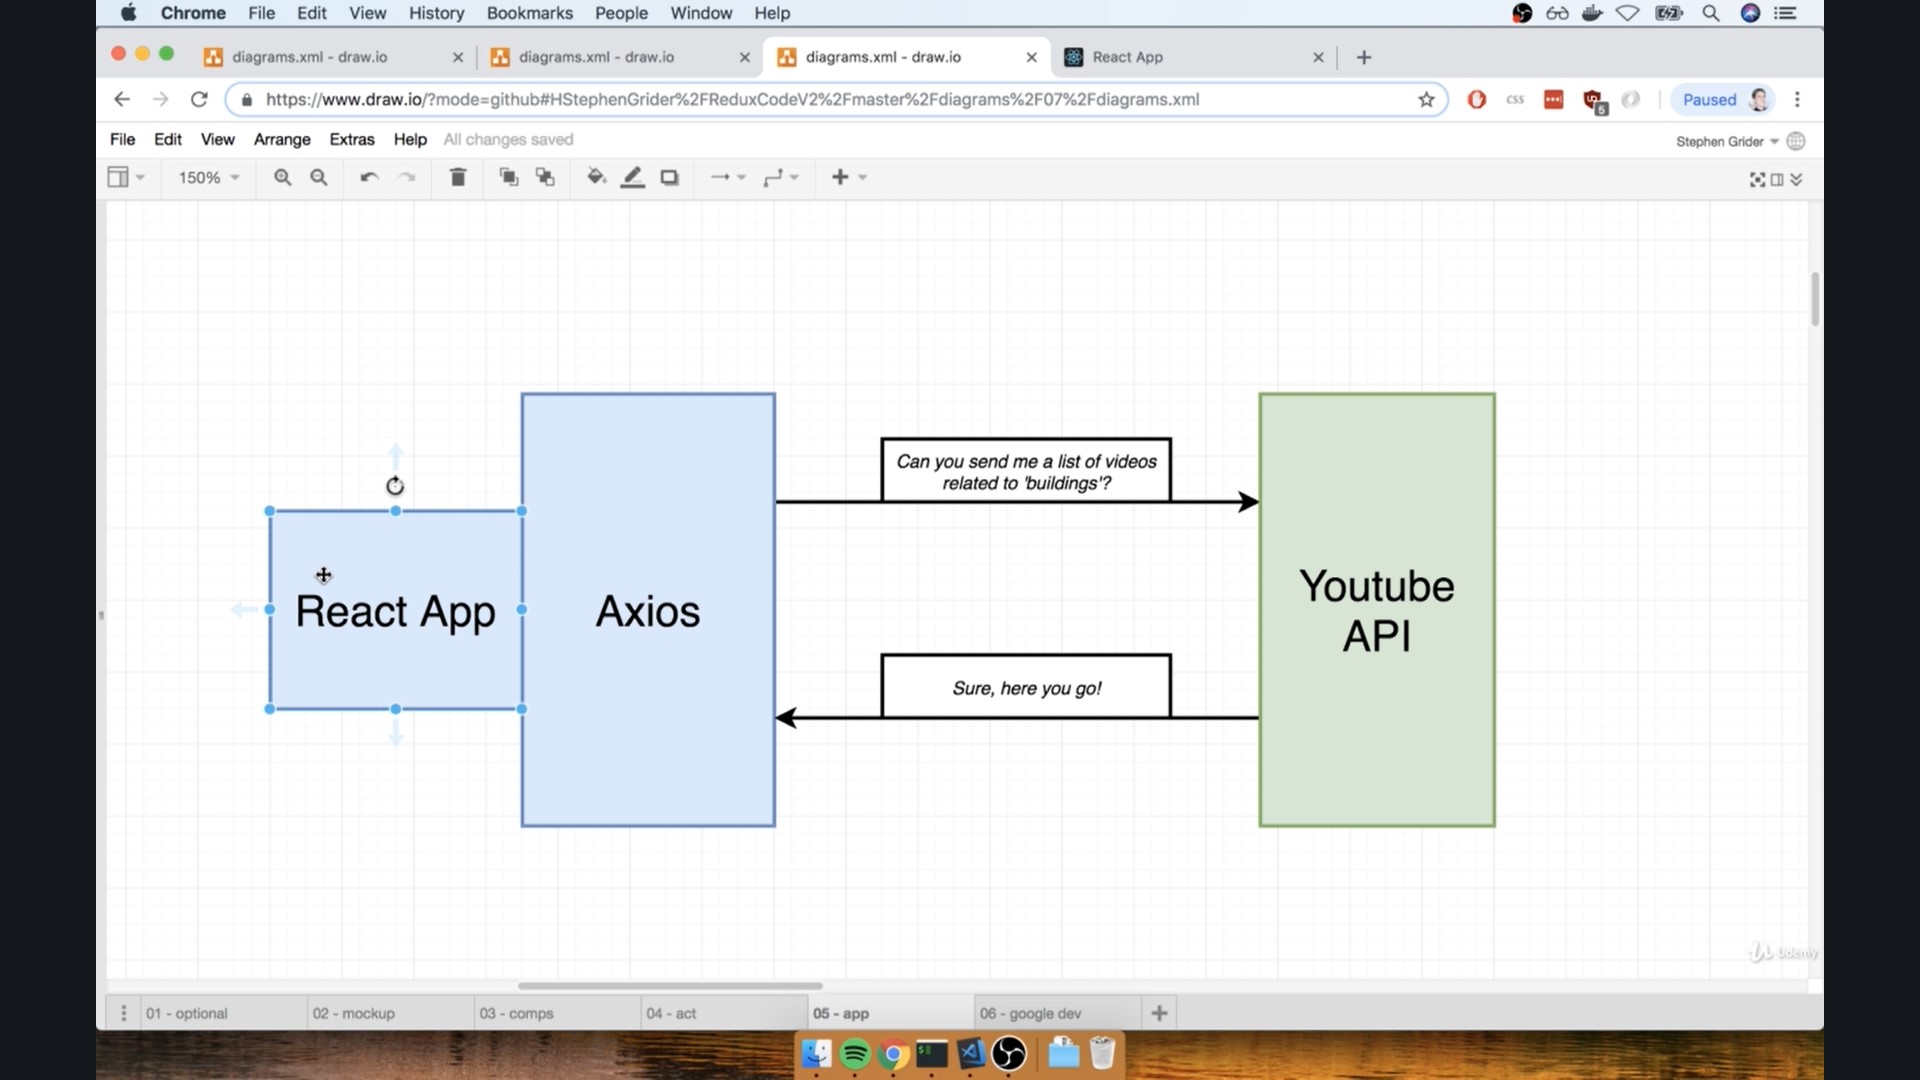 Chrome File Edit View History Bookmarks People Window Help
diagrams.xml - draw.io
diagrams.xml - draw.io
diagrams.xml - draw.io
React App
https://www.draw.io/?mode=github#HStephenGrider%2FReduxCodeV2%2Fmaster%2Fdiagrams%2F07%2Fdiagrams.xml
CSS
5
Paused
File Edit View Arrange Extras Help All changes saved
Stephen Grider
150%
Can you send me a list of videos
related to 'buildings'?
React App
Axios
Youtube
API
Sure, here you go!
Udemy
01 - optional
02 - mockup
03 - comps
04 - act
05 - app
06 - google dev